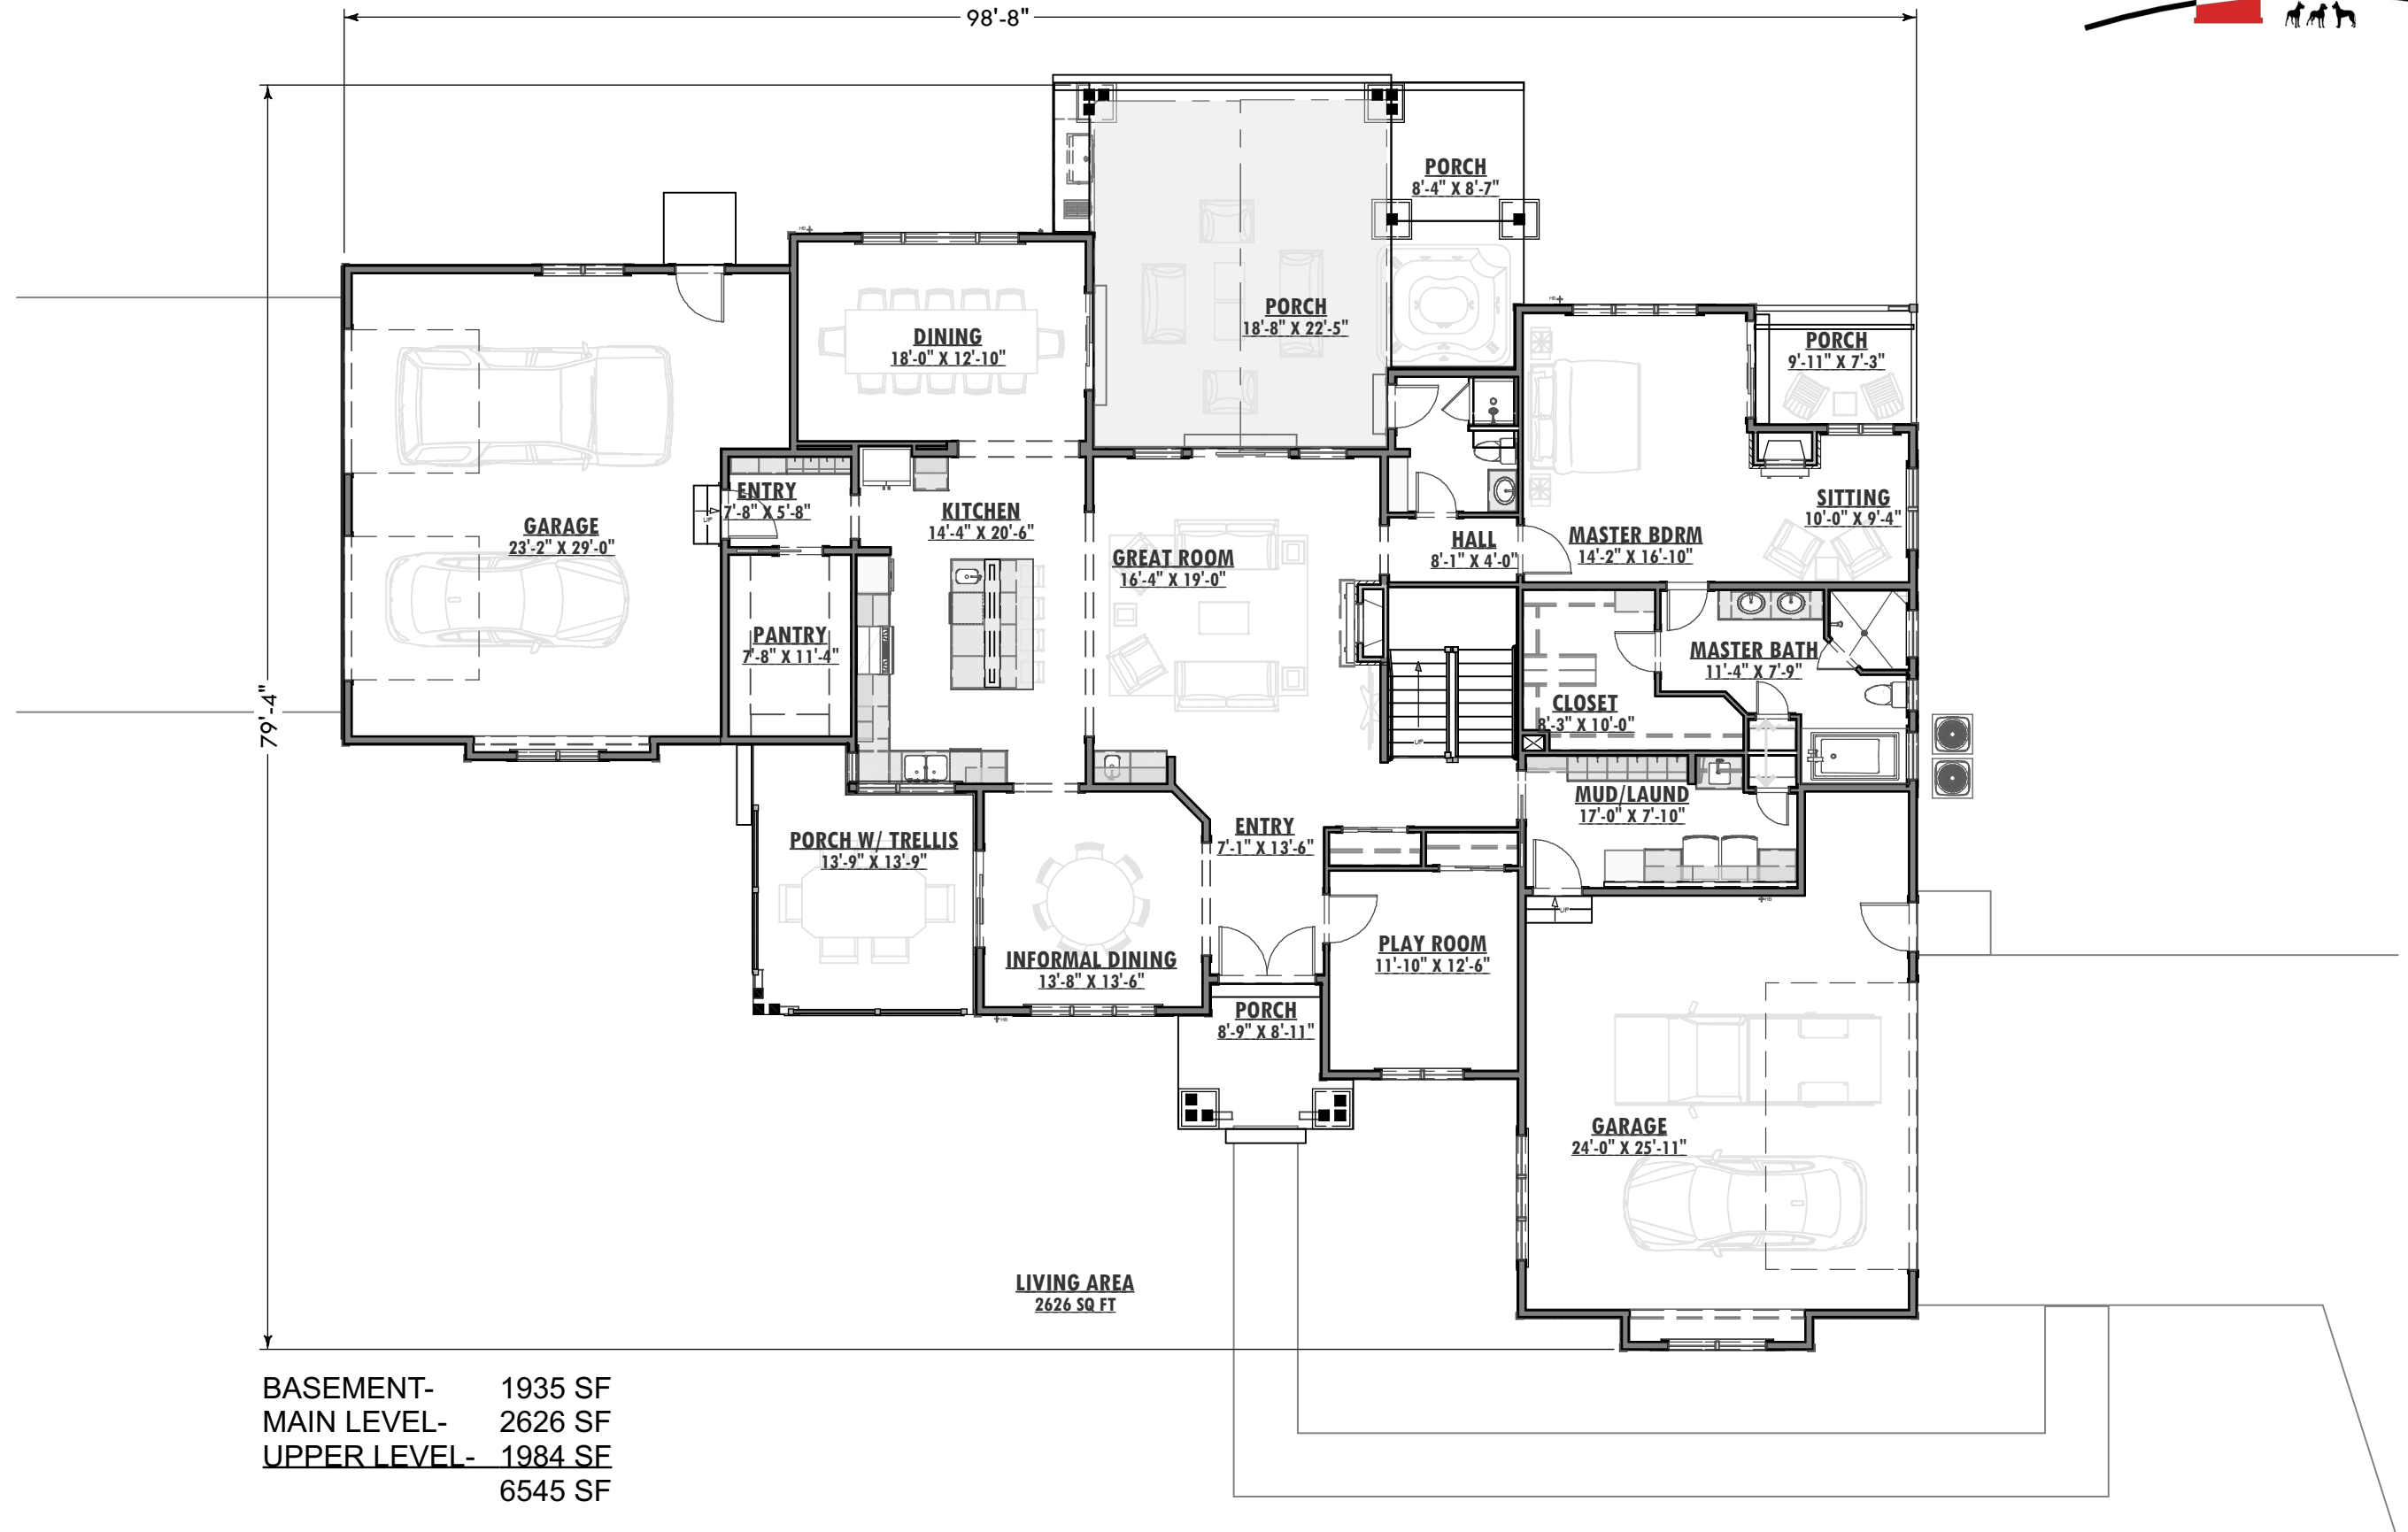 98'-8"
79'-4"
PORCH
8'-4" X 8'-7"
PORCH
18'-8" X 22'-5"
DINING
18'-0" X 12'-10"
PORCH
9'-11" X 7'-3"
GARAGE
23'-2" X 29'-0"
ENTRY
7'-8" X 5'-8"
UP
KITCHEN
14'-4" X 20'-6"
GREAT ROOM
16'-4" X 19'-0"
HALL
8'-1" X 4'-0"
MASTER BDRM
14'-2" X 16'-10"
SITTING
10'-0" X 9'-4"
PANTRY
7'-8" X 11'-4"
MASTER BATH
11'-4" X 7'-9"
CLOSET
8'-3" X 10'-0"
UP
MUD/LAUND
17'-0" X 7'-10"
PORCH W/ TRELLIS
13'-9" X 13'-9"
ENTRY
7'-1" X 13'-6"
UP
INFORMAL DINING
13'-8" X 13'-6"
PLAY ROOM
11'-10" X 12'-6"
PORCH
8'-9" X 8'-11"
GARAGE
24'-0" X 25'-11"
LIVING AREA
2626 SQ FT
BASEMENT- 1935 SF
MAIN LEVEL- 2626 SF
UPPER LEVEL- 1984 SF
6545 SF